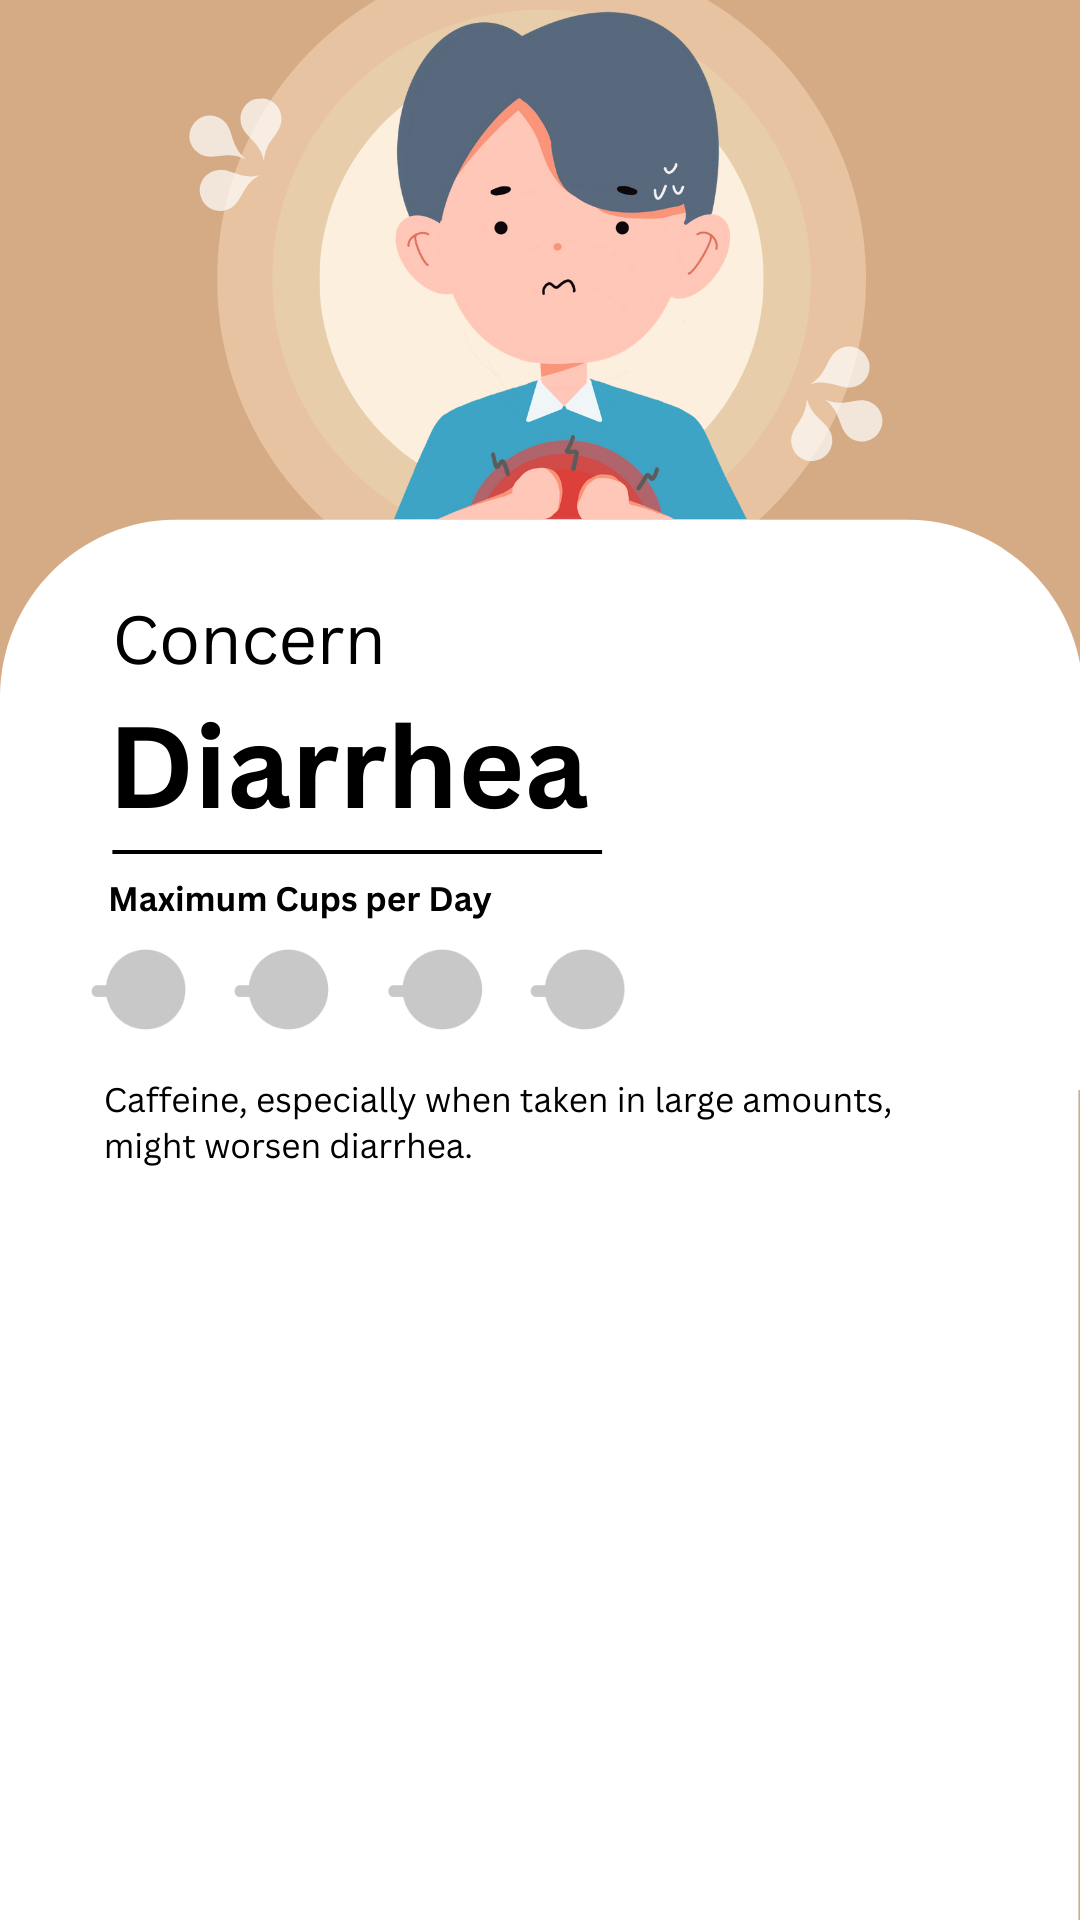 Concern
Diarrhea
Maximum Cups per Day
Caffeine, especially when taken in large amounts,
might worsen diarrhea.